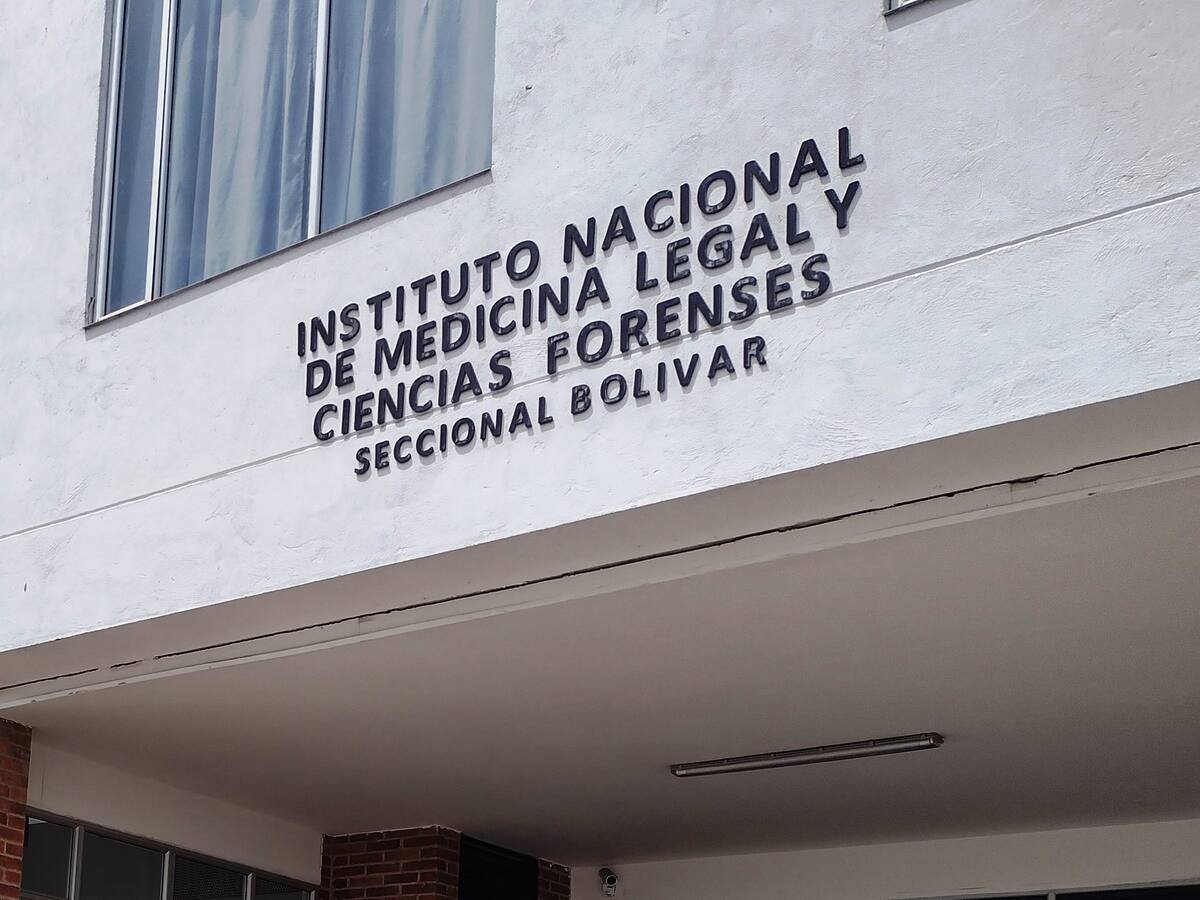 INSTITUTO NACIONAL
DE MEDICINA LEGAL Y
CIENCIAS FORENSES
SECCIONAL BOLIVAR